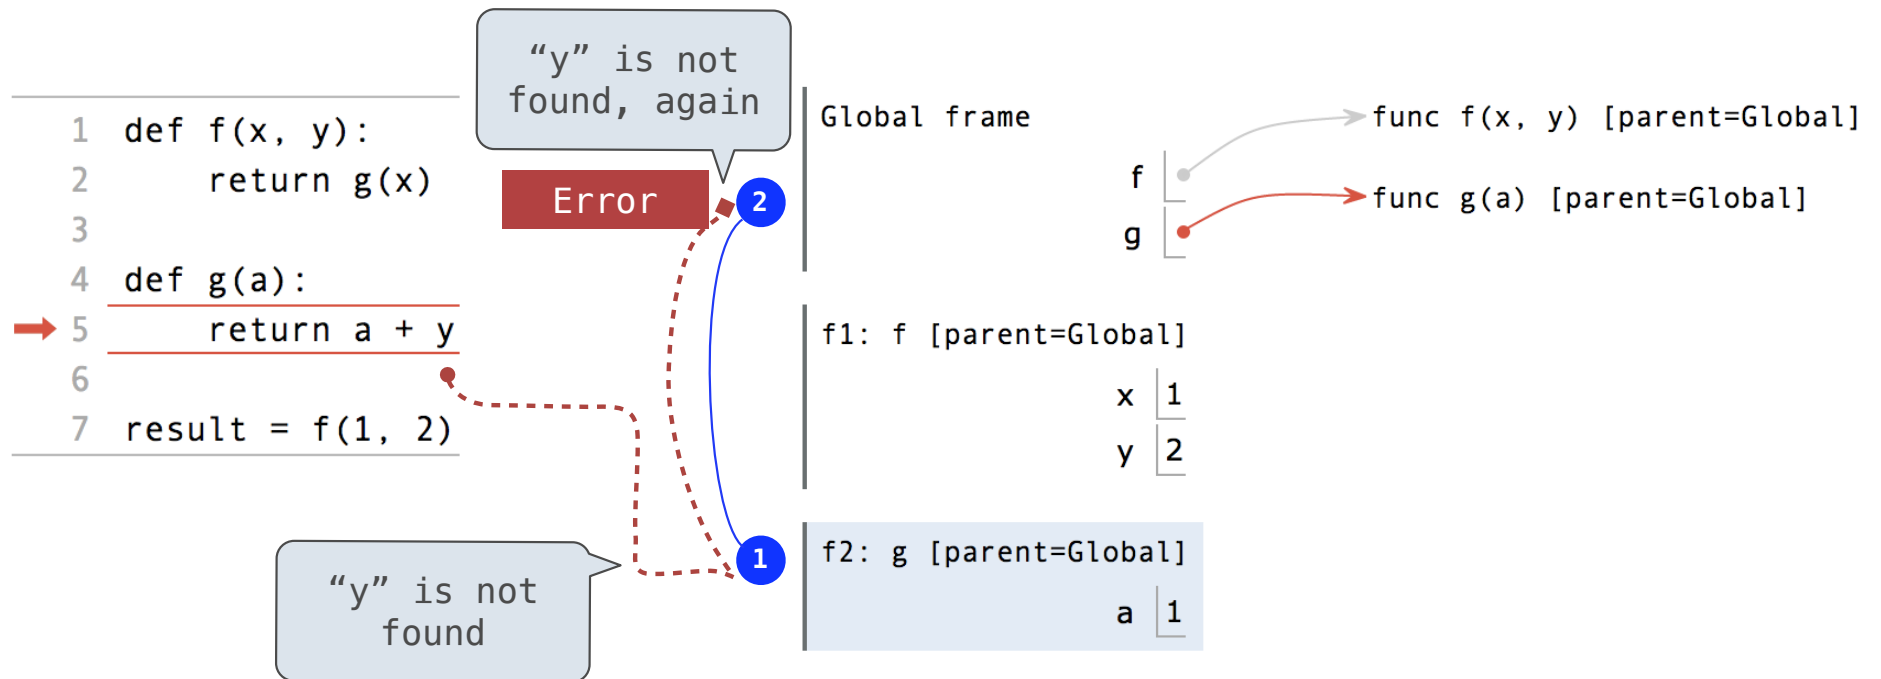 “y” is not
found, again
1 def f(x, y):
2 return g(x)
3
4 def g(a):
5 return a + y
6
7 result = f(1, 2)
Error
2
1
“y” is not
found
Global frame
f
g
func f(x, y) [parent=Global]
func g(a) [parent=Global]
f1: f [parent=Global]
x 1
y 2
f2: g [parent=Global]
a 1